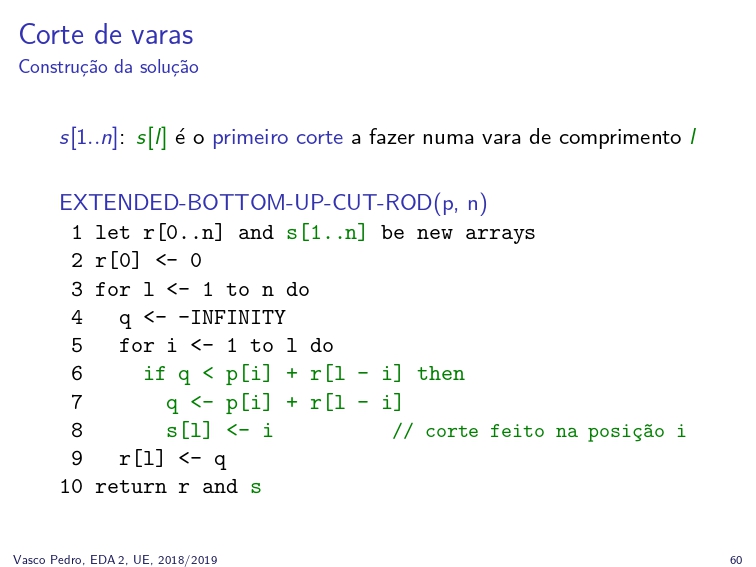 Corte de varas
Construção da solução
s[1..n]: s[l] é o primeiro corte a fazer numa vara de comprimento l
EXTENDED-BOTTOM-UP-CUT-ROD(p, n)
1 let r[0..n] and s[1..n] be new arrays
2 r[0] <- 0
3 for l <- 1 to n do
4 q <- -INFINITY
5 for i <- 1 to l do
6 if q < p[i] + r[l - i] then
7 q <- p[i] + r[l - i]
8 s[l] <- i // corte feito na posição i
9 r[l] <- q
10 return r and s
Vasco Pedro, EDA 2, UE, 2018/2019 60